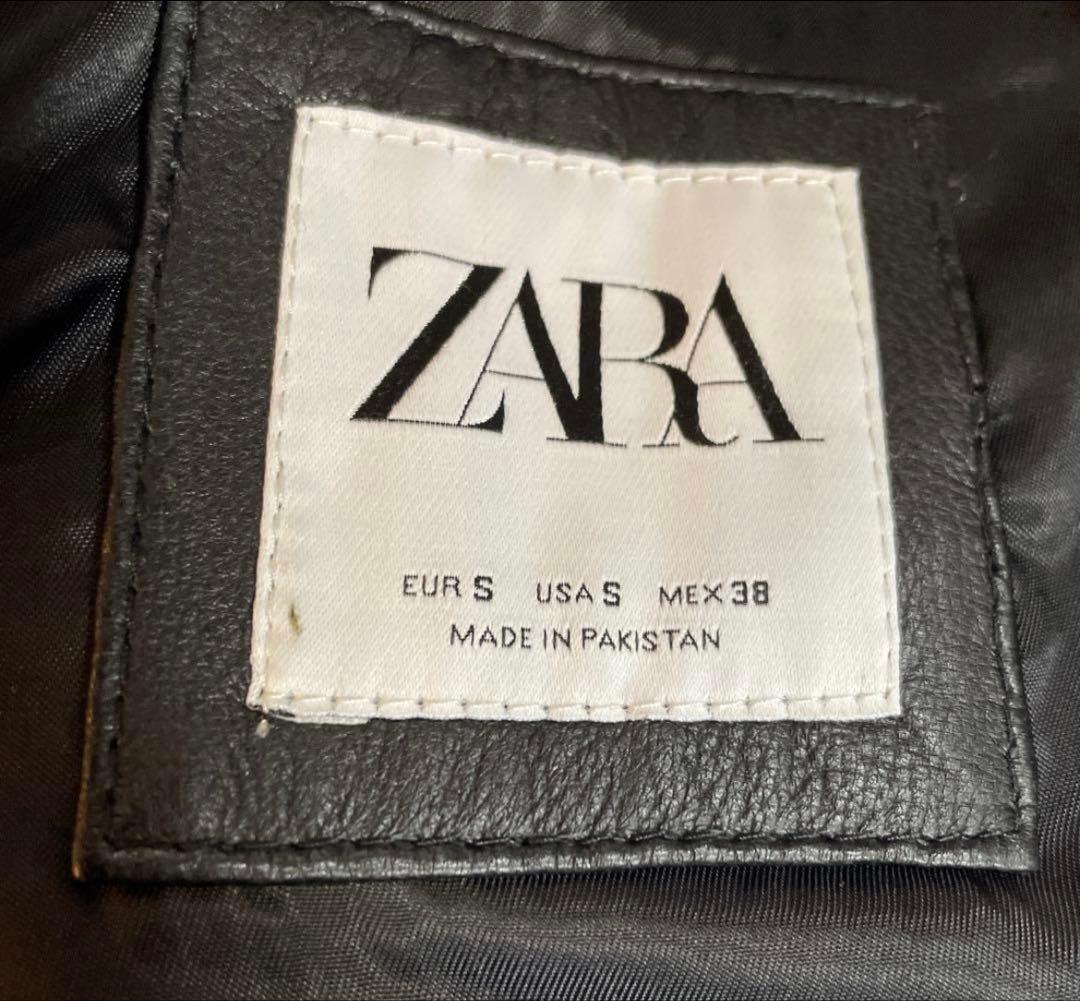 ZARA
EUR S USA S MEX 38
MADE IN PAKISTAN